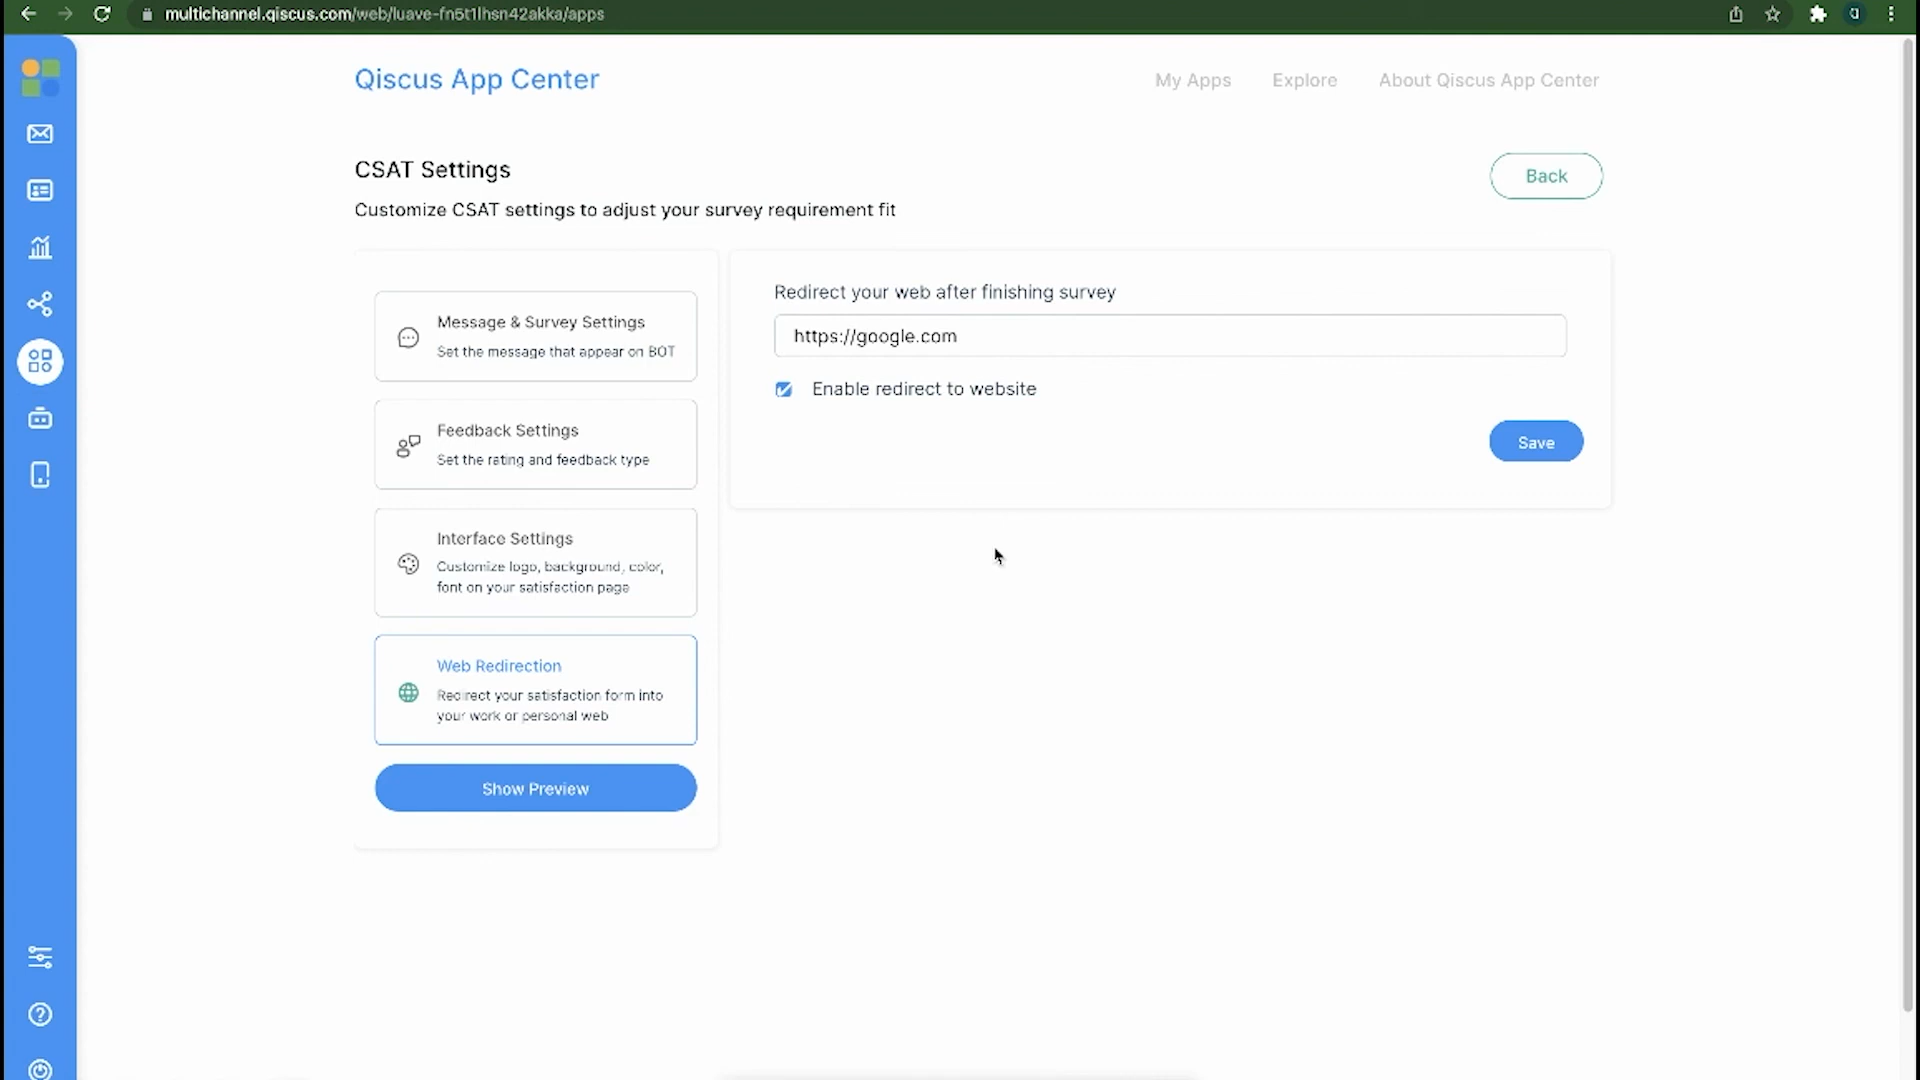 multichannel.qiscus.com/web/luave-fn5t1lhsn42akka/apps
Qiscus App Center
My Apps
Explore
About Qiscus App Center
CSAT Settings
Back
Customize CSAT settings to adjust your survey requirement fit
Message & Survey Settings
Set the message that appear on BOT
Feedback Settings
Set the rating and feedback type
Interface Settings
Customize logo, background, color,
font on your satisfaction page
Web Redirection
Redirect your satisfaction form into
your work or personal web
Show Preview
Redirect your web after finishing survey
https://google.com
Enable redirect to website
Save